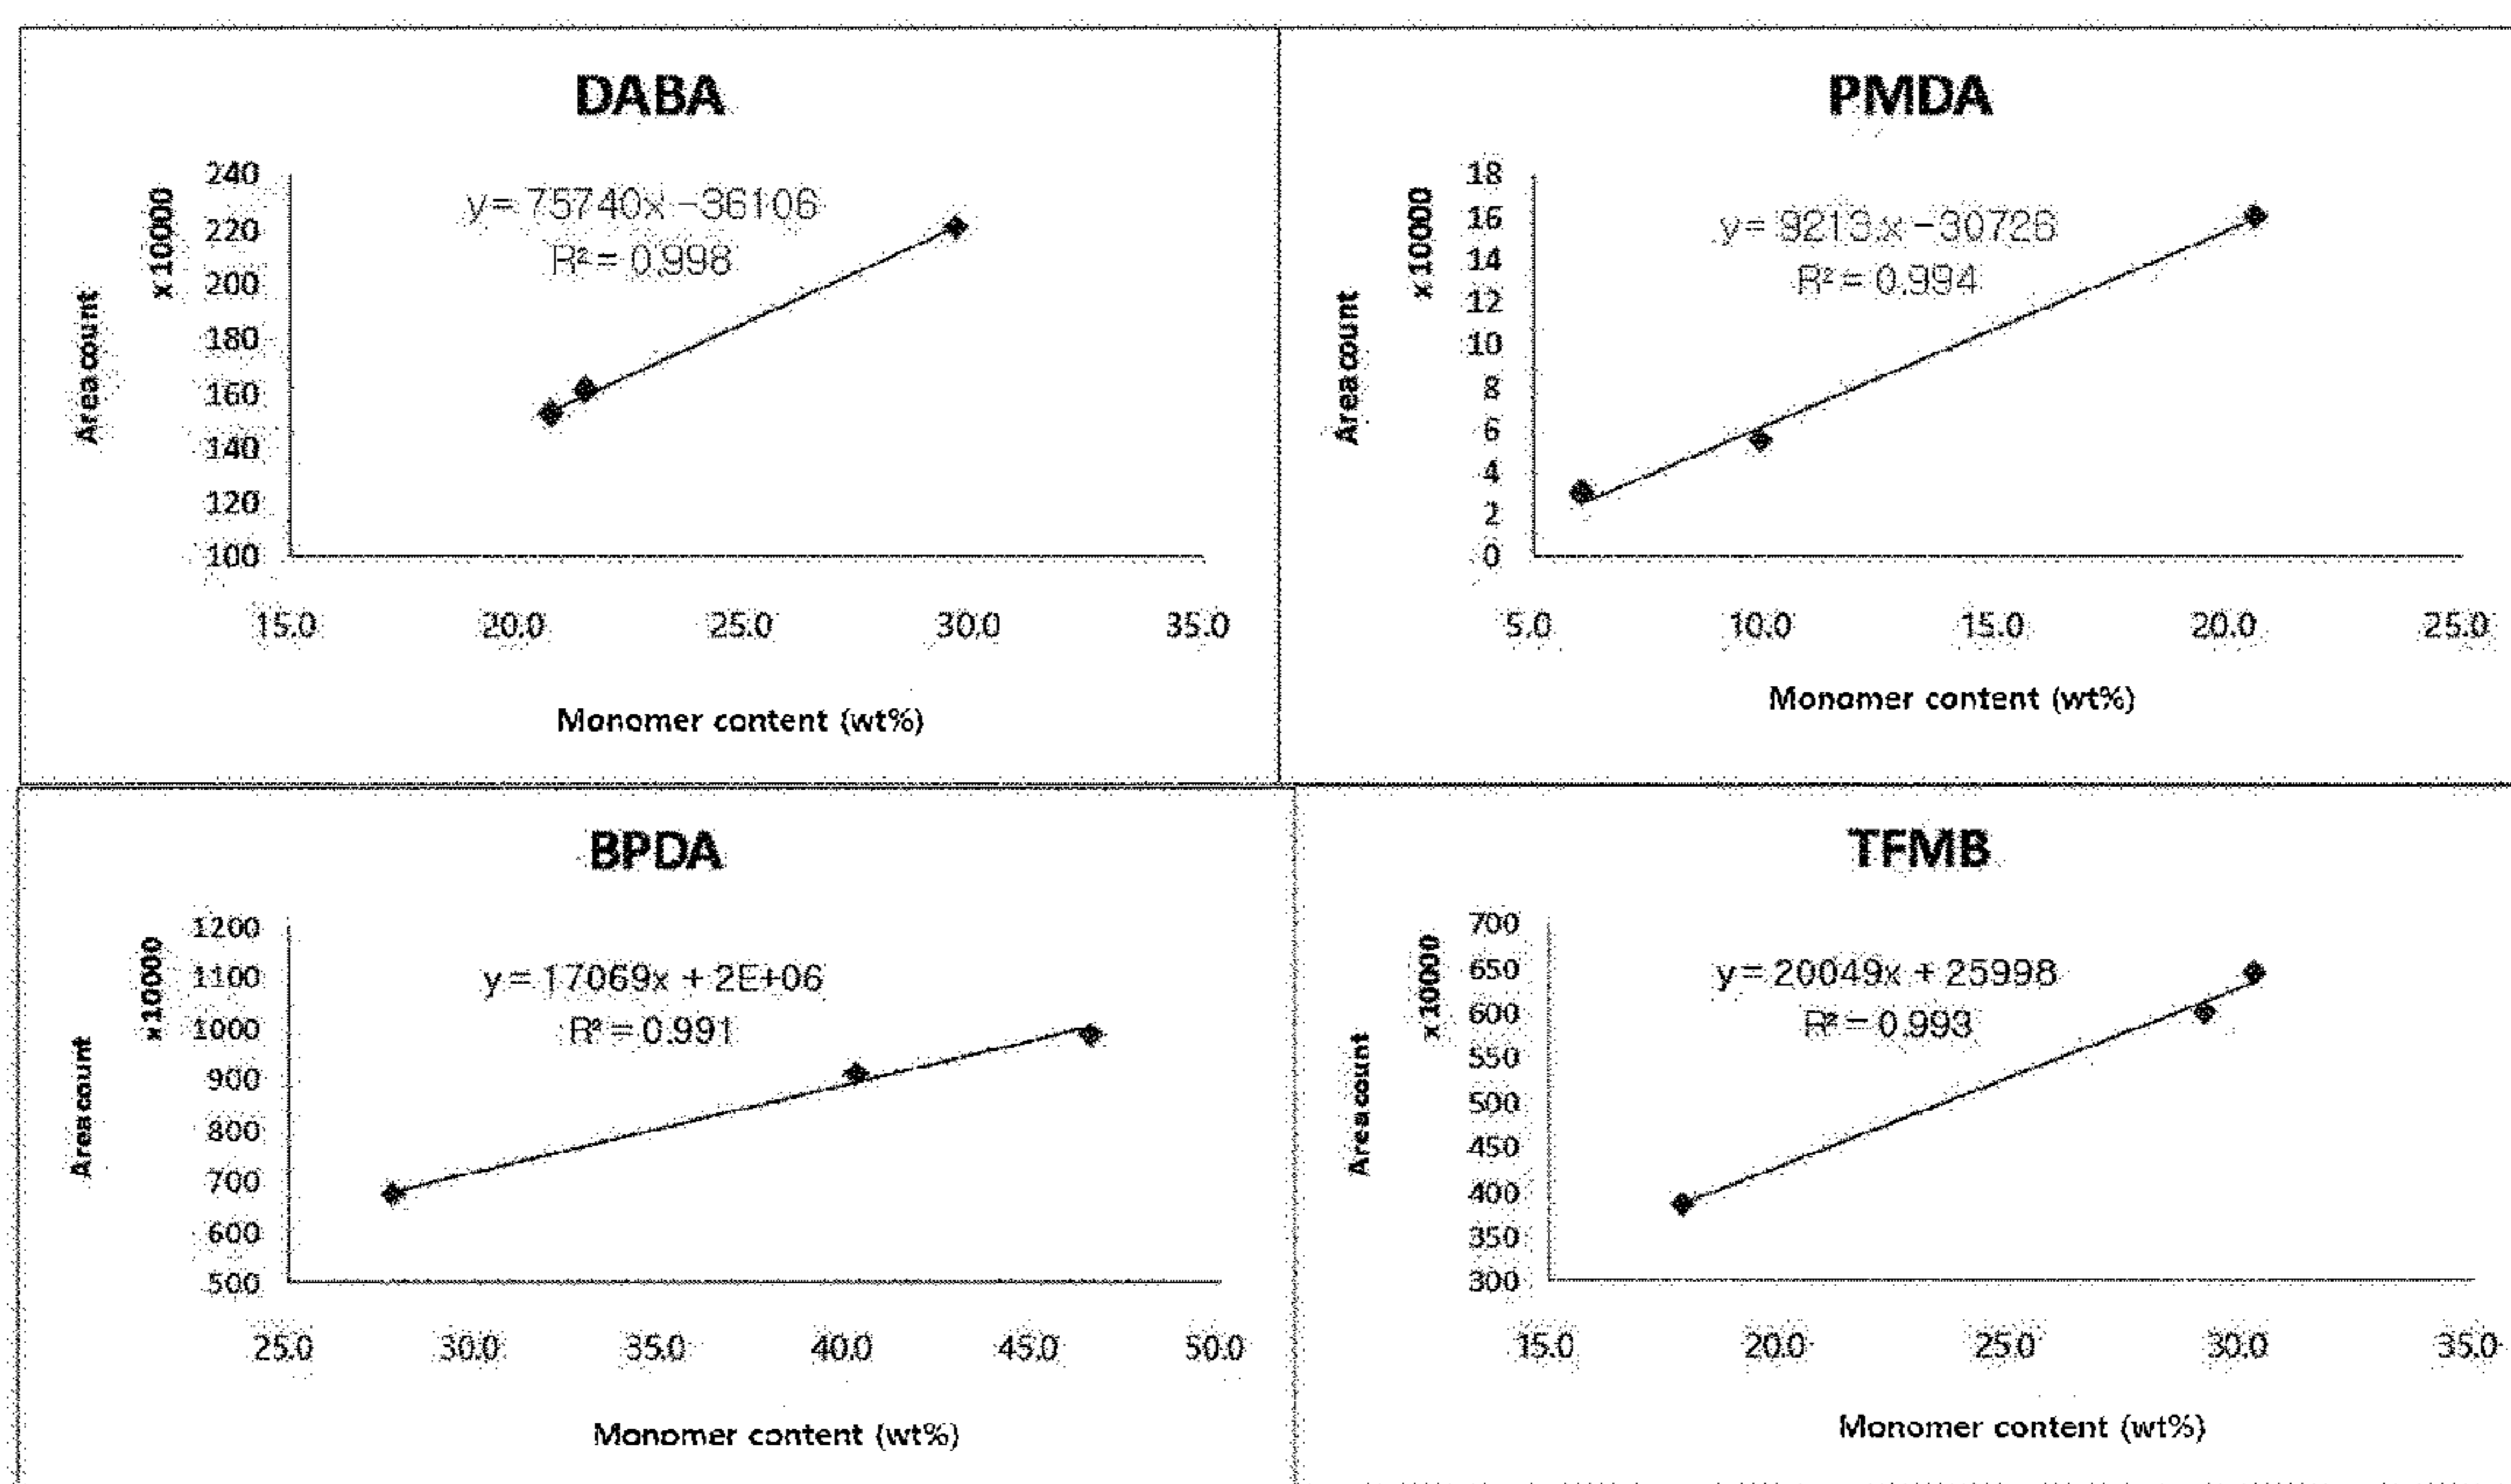 DABA
x10000
Area count
240
220
200
180
160
140
120
100
y= 75740x -36106
R²= 0.998
15.0 20.0 25.0 30.0 35.0
Monomer content (wt%)
PMDA
x10000
Area count
18
16
14
12
10
8
6
4
2
0
y= 9213x -30726
R²= 0.994
5.0 10.0 15.0 20.0 25.0
Monomer content (wt%)
BPDA
x10000
Area count
1200
1100
1000
900
800
700
600
500
y= 17069x + 2E+06
R²= 0.991
25.0 30.0 35.0 40.0 45.0 50.0
Monomer content (wt%)
TFMB
x10000
Area count
700
650
600
550
500
450
400
350
300
y= 20049x + 25998
R²= 0.993
15.0 20.0 25.0 30.0 35.0
Monomer content (wt%)